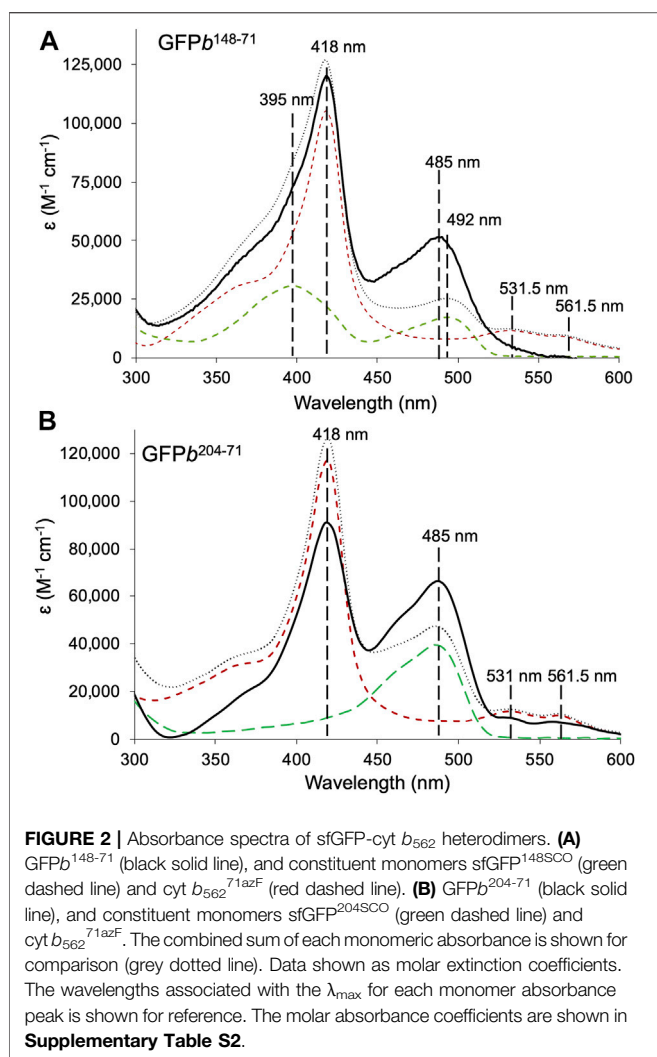 A
GFPb¹⁴⁸⁻⁷¹
418 nm
395 nm
485 nm
492 nm
531.5 nm
561.5 nm
ε (M⁻¹ cm⁻¹)
125,000
100,000
75,000
50,000
25,000
0
300 350 400 450 500 550 600
Wavelength (nm)
B
GFPb²⁰⁴⁻⁷¹
418 nm
485 nm
531 nm
561.5 nm
ε (M⁻¹ cm⁻¹)
120,000
100,000
80,000
60,000
40,000
20,000
0
300 350 400 450 500 550 600
Wavelength (nm)
FIGURE 2 | Absorbance spectra of sfGFP-cyt b₅₆₂ heterodimers. (A)
GFPb¹⁴⁸⁻⁷¹ (black solid line), and constituent monomers sfGFP¹⁴⁸ˢᶜᴼ (green
dashed line) and cyt b₅₆₂⁷¹ᵃᶻᶠ (red dashed line). (B) GFPb²⁰⁴⁻⁷¹ (black solid
line), and constituent monomers sfGFP²⁰⁴ˢᶜᴼ (green dashed line) and
cyt b₅₆₂⁷¹ᵃᶻᶠ. The combined sum of each monomeric absorbance is shown for
comparison (grey dotted line). Data shown as molar extinction coefficients.
The wavelengths associated with the λₘₐₓ for each monomer absorbance
peak is shown for reference. The molar absorbance coefficients are shown in
Supplementary Table S2.